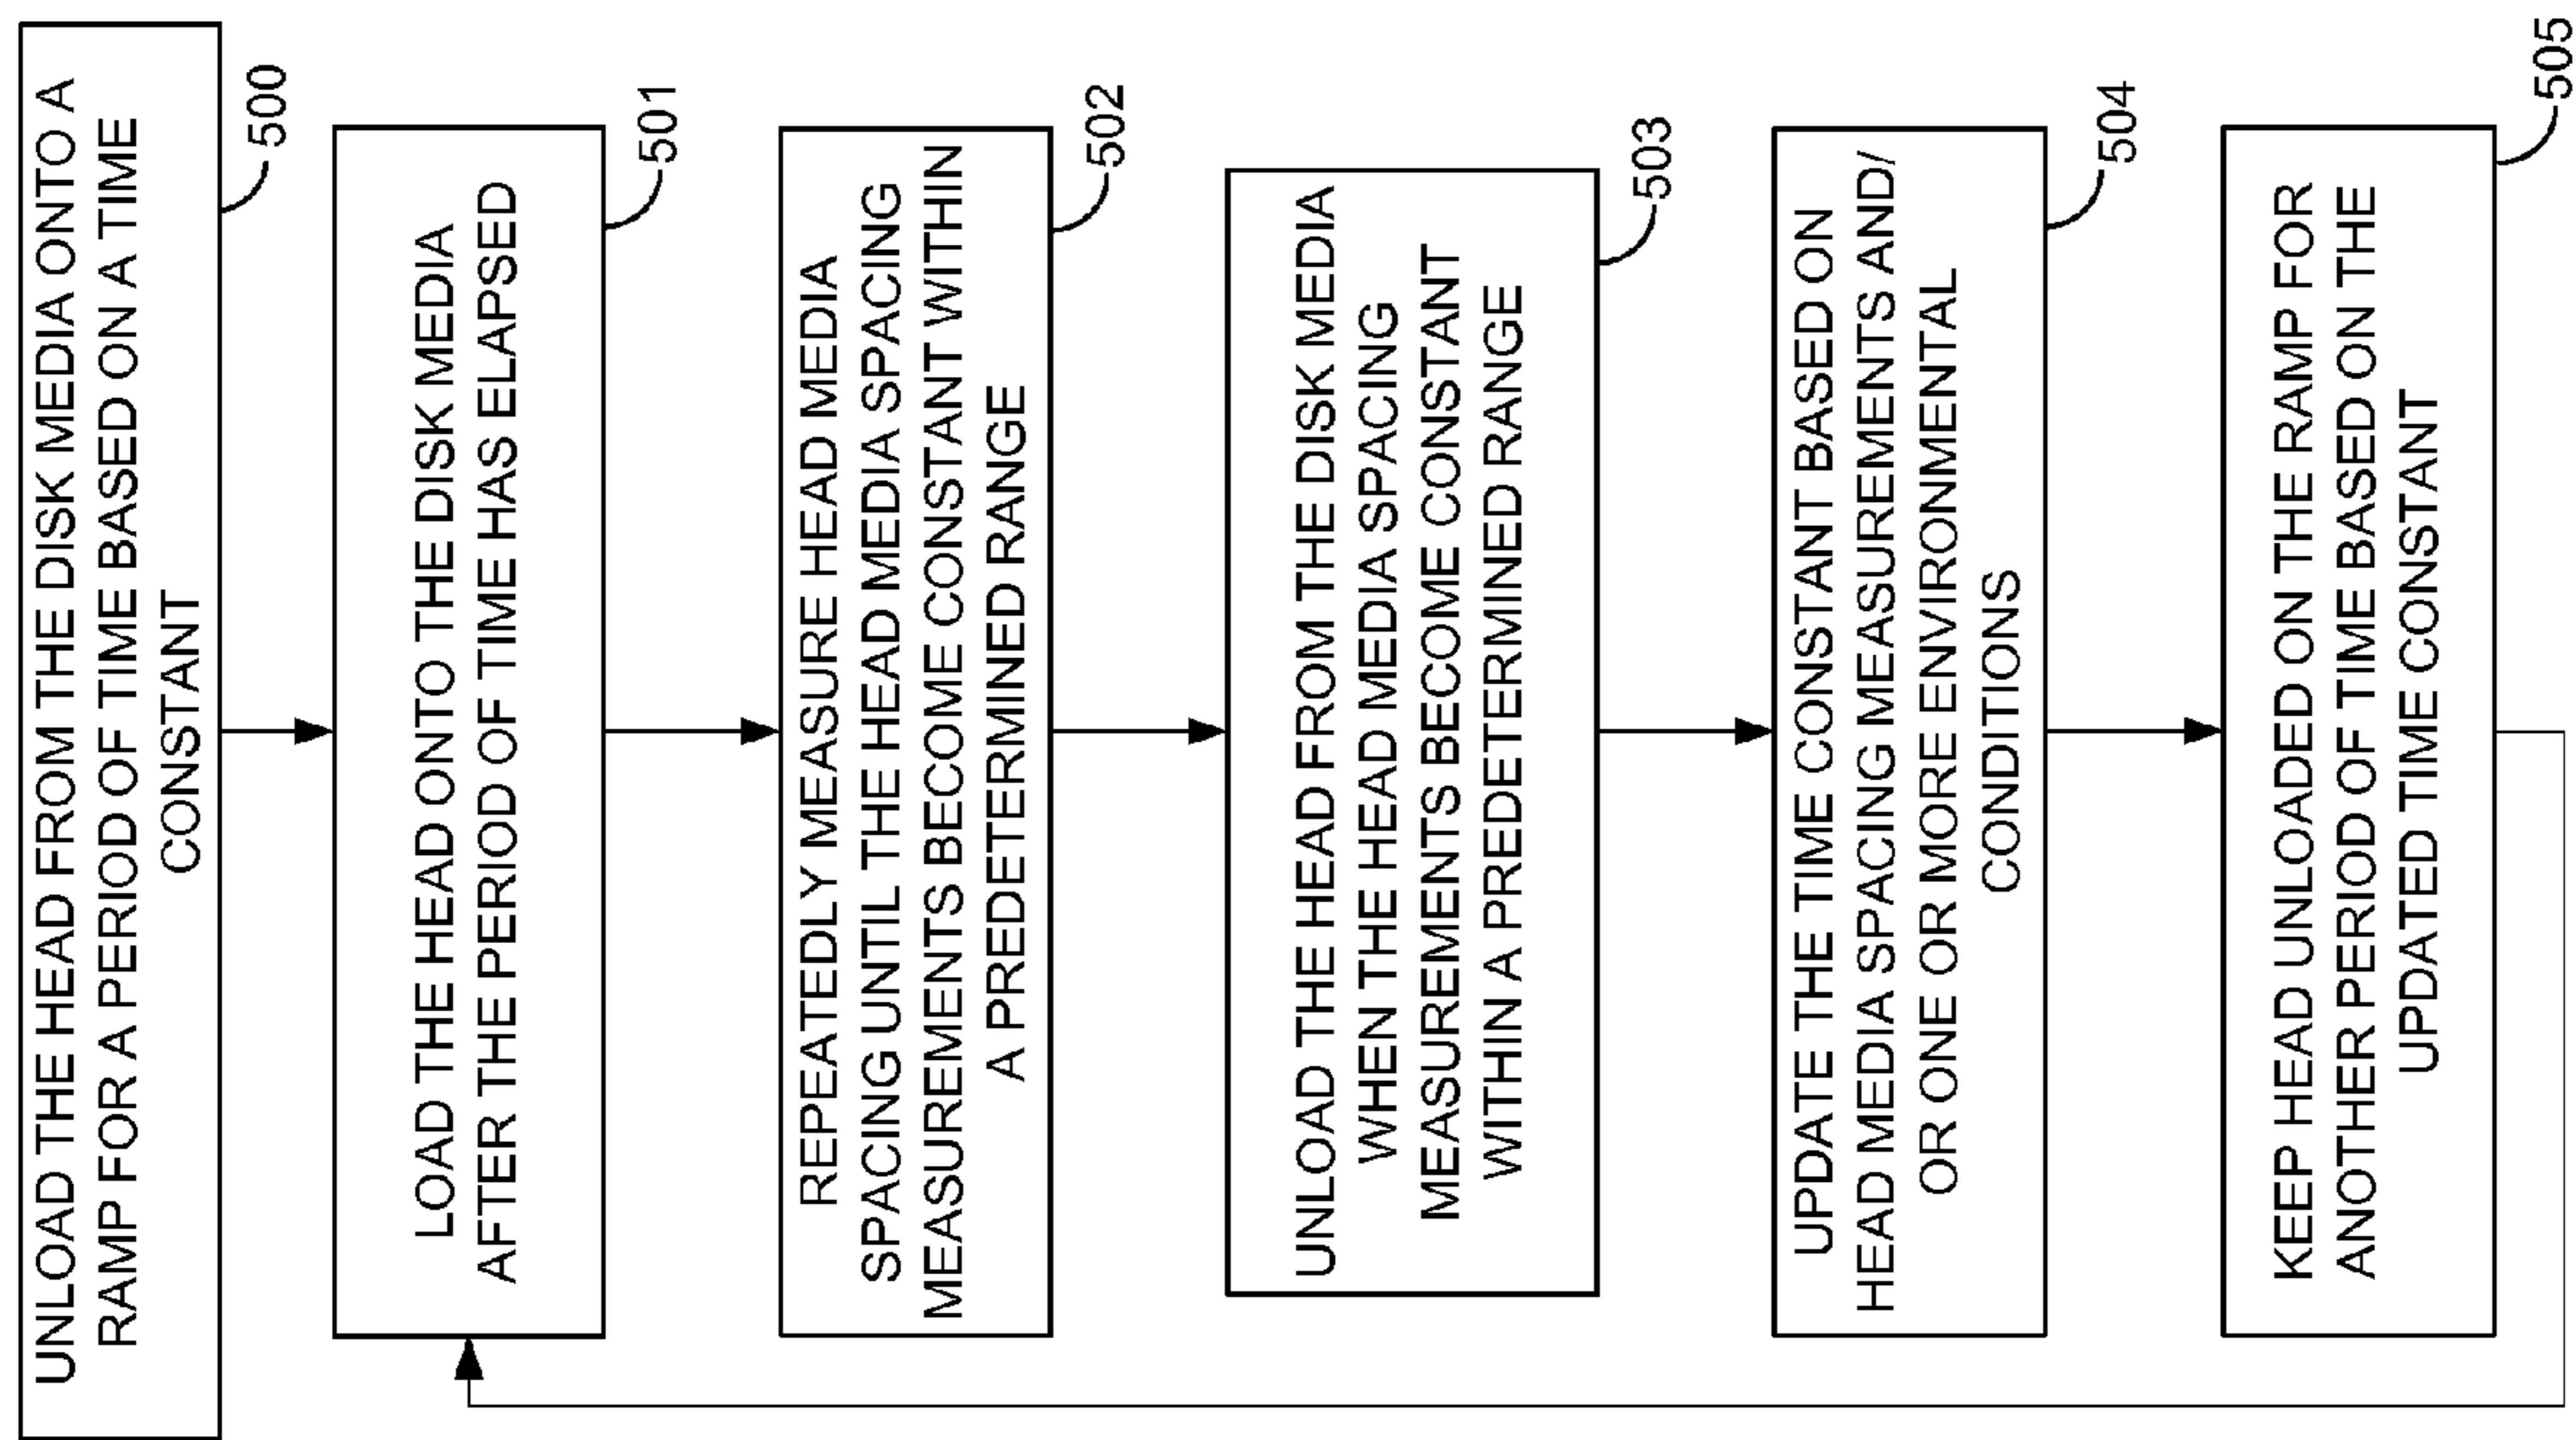 UNLOAD THE HEAD FROM THE DISK MEDIA ONTO A
RAMP FOR A PERIOD OF TIME BASED ON A TIME
CONSTANT
500
LOAD THE HEAD ONTO THE DISK MEDIA
AFTER THE PERIOD OF TIME HAS ELAPSED
501
REPEATEDLY MEASURE HEAD MEDIA
SPACING UNTIL THE HEAD MEDIA SPACING
MEASUREMENTS BECOME CONSTANT WITHIN
A PREDETERMINED RANGE
502
UNLOAD THE HEAD FROM THE DISK MEDIA
WHEN THE HEAD MEDIA SPACING
MEASUREMENTS BECOME CONSTANT
WITHIN A PREDETERMINED RANGE
503
UPDATE THE TIME CONSTANT BASED ON
HEAD MEDIA SPACING MEASUREMENTS AND/
OR ONE OR MORE ENVIRONMENTAL
CONDITIONS
504
KEEP HEAD UNLOADED ON THE RAMP FOR
ANOTHER PERIOD OF TIME BASED ON THE
UPDATED TIME CONSTANT
505